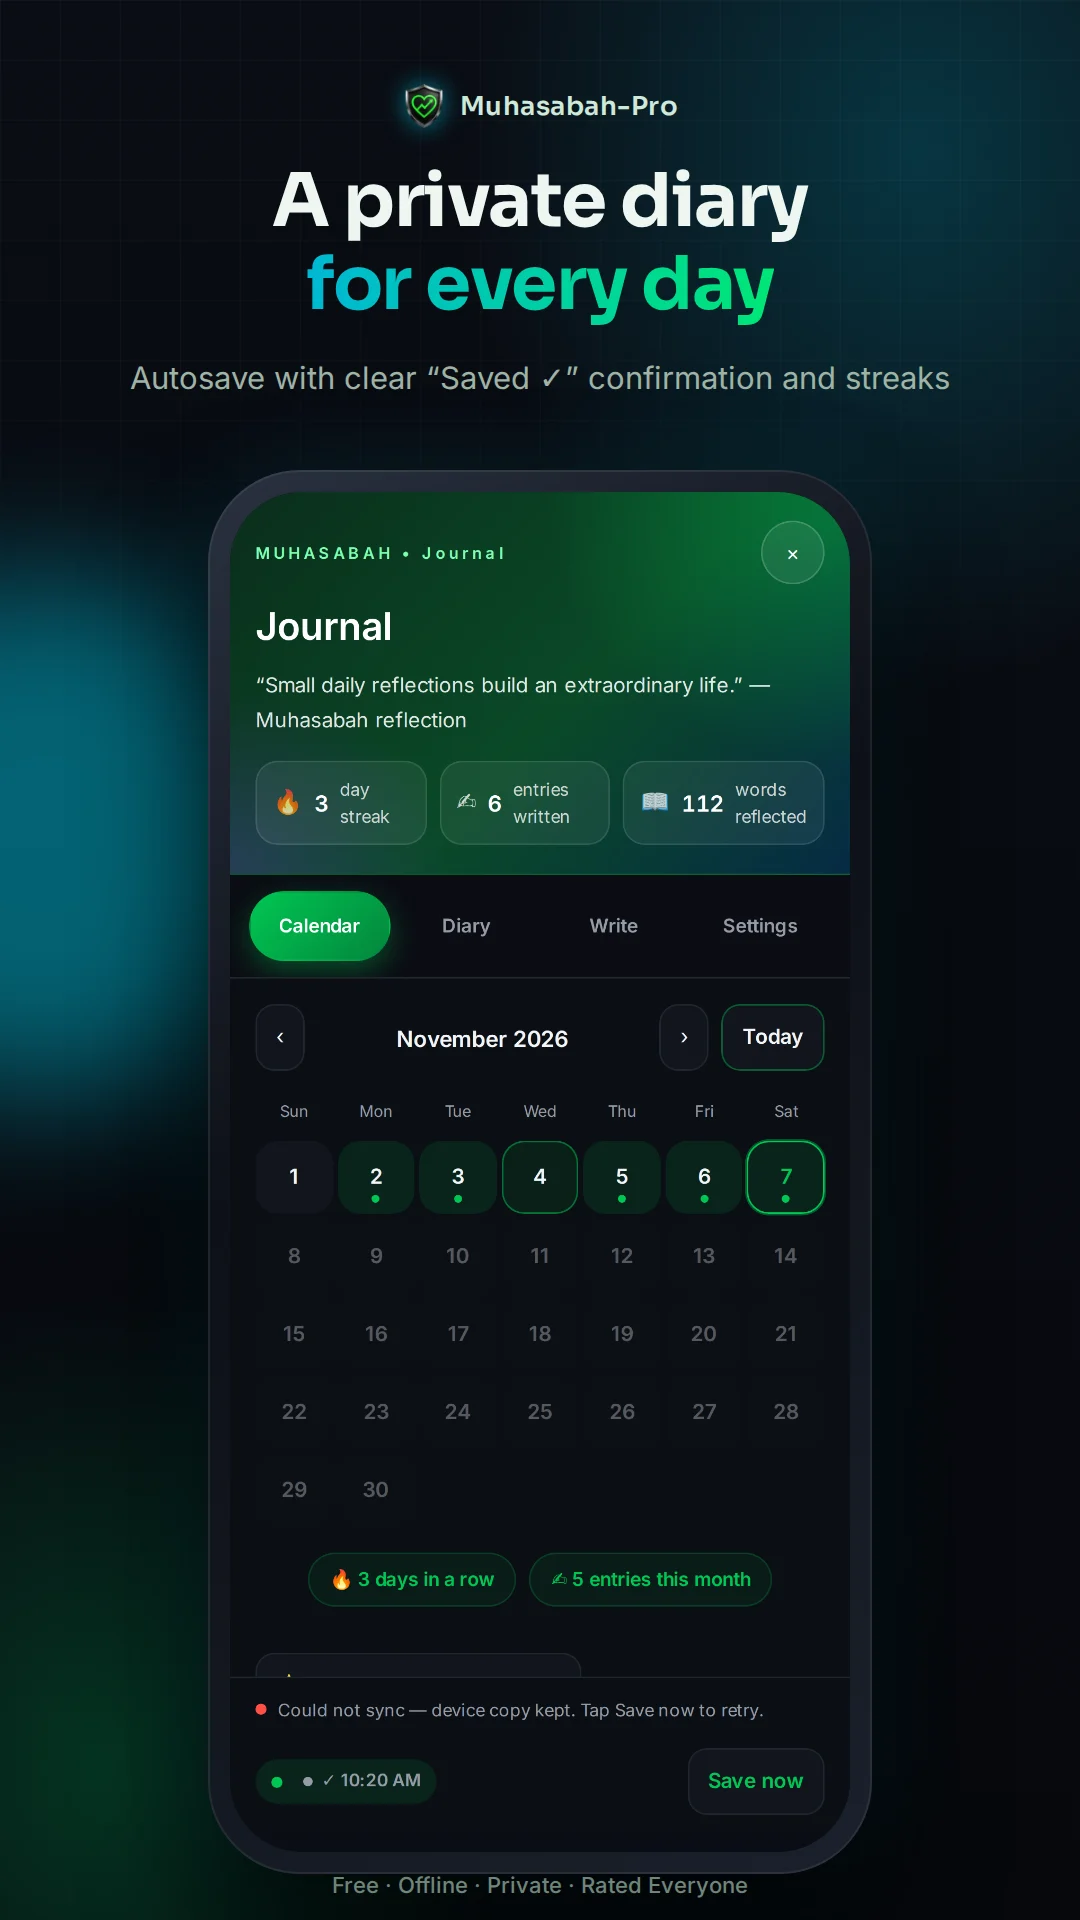 Muhasabah-Pro
A private diary
for every day
Autosave with clear “Saved ✓” confirmation and streaks
MUHASABAH • Journal
×
Journal
“Small daily reflections build an extraordinary life.” —
Muhasabah reflection
🔥 3 day streak
✍ 6 entries written
📖 112 words reflected
Calendar Diary Write Settings
‹ November 2026 › Today
Sun Mon Tue Wed Thu Fri Sat
1 2 3 4 5 6 7
8 9 10 11 12 13 14
15 16 17 18 19 20 21
22 23 24 25 26 27 28
29 30
🔥 3 days in a row ✍ 5 entries this month
Could not sync — device copy kept. Tap Save now to retry.
✓ 10:20 AM Save now
Free · Offline · Private · Rated Everyone